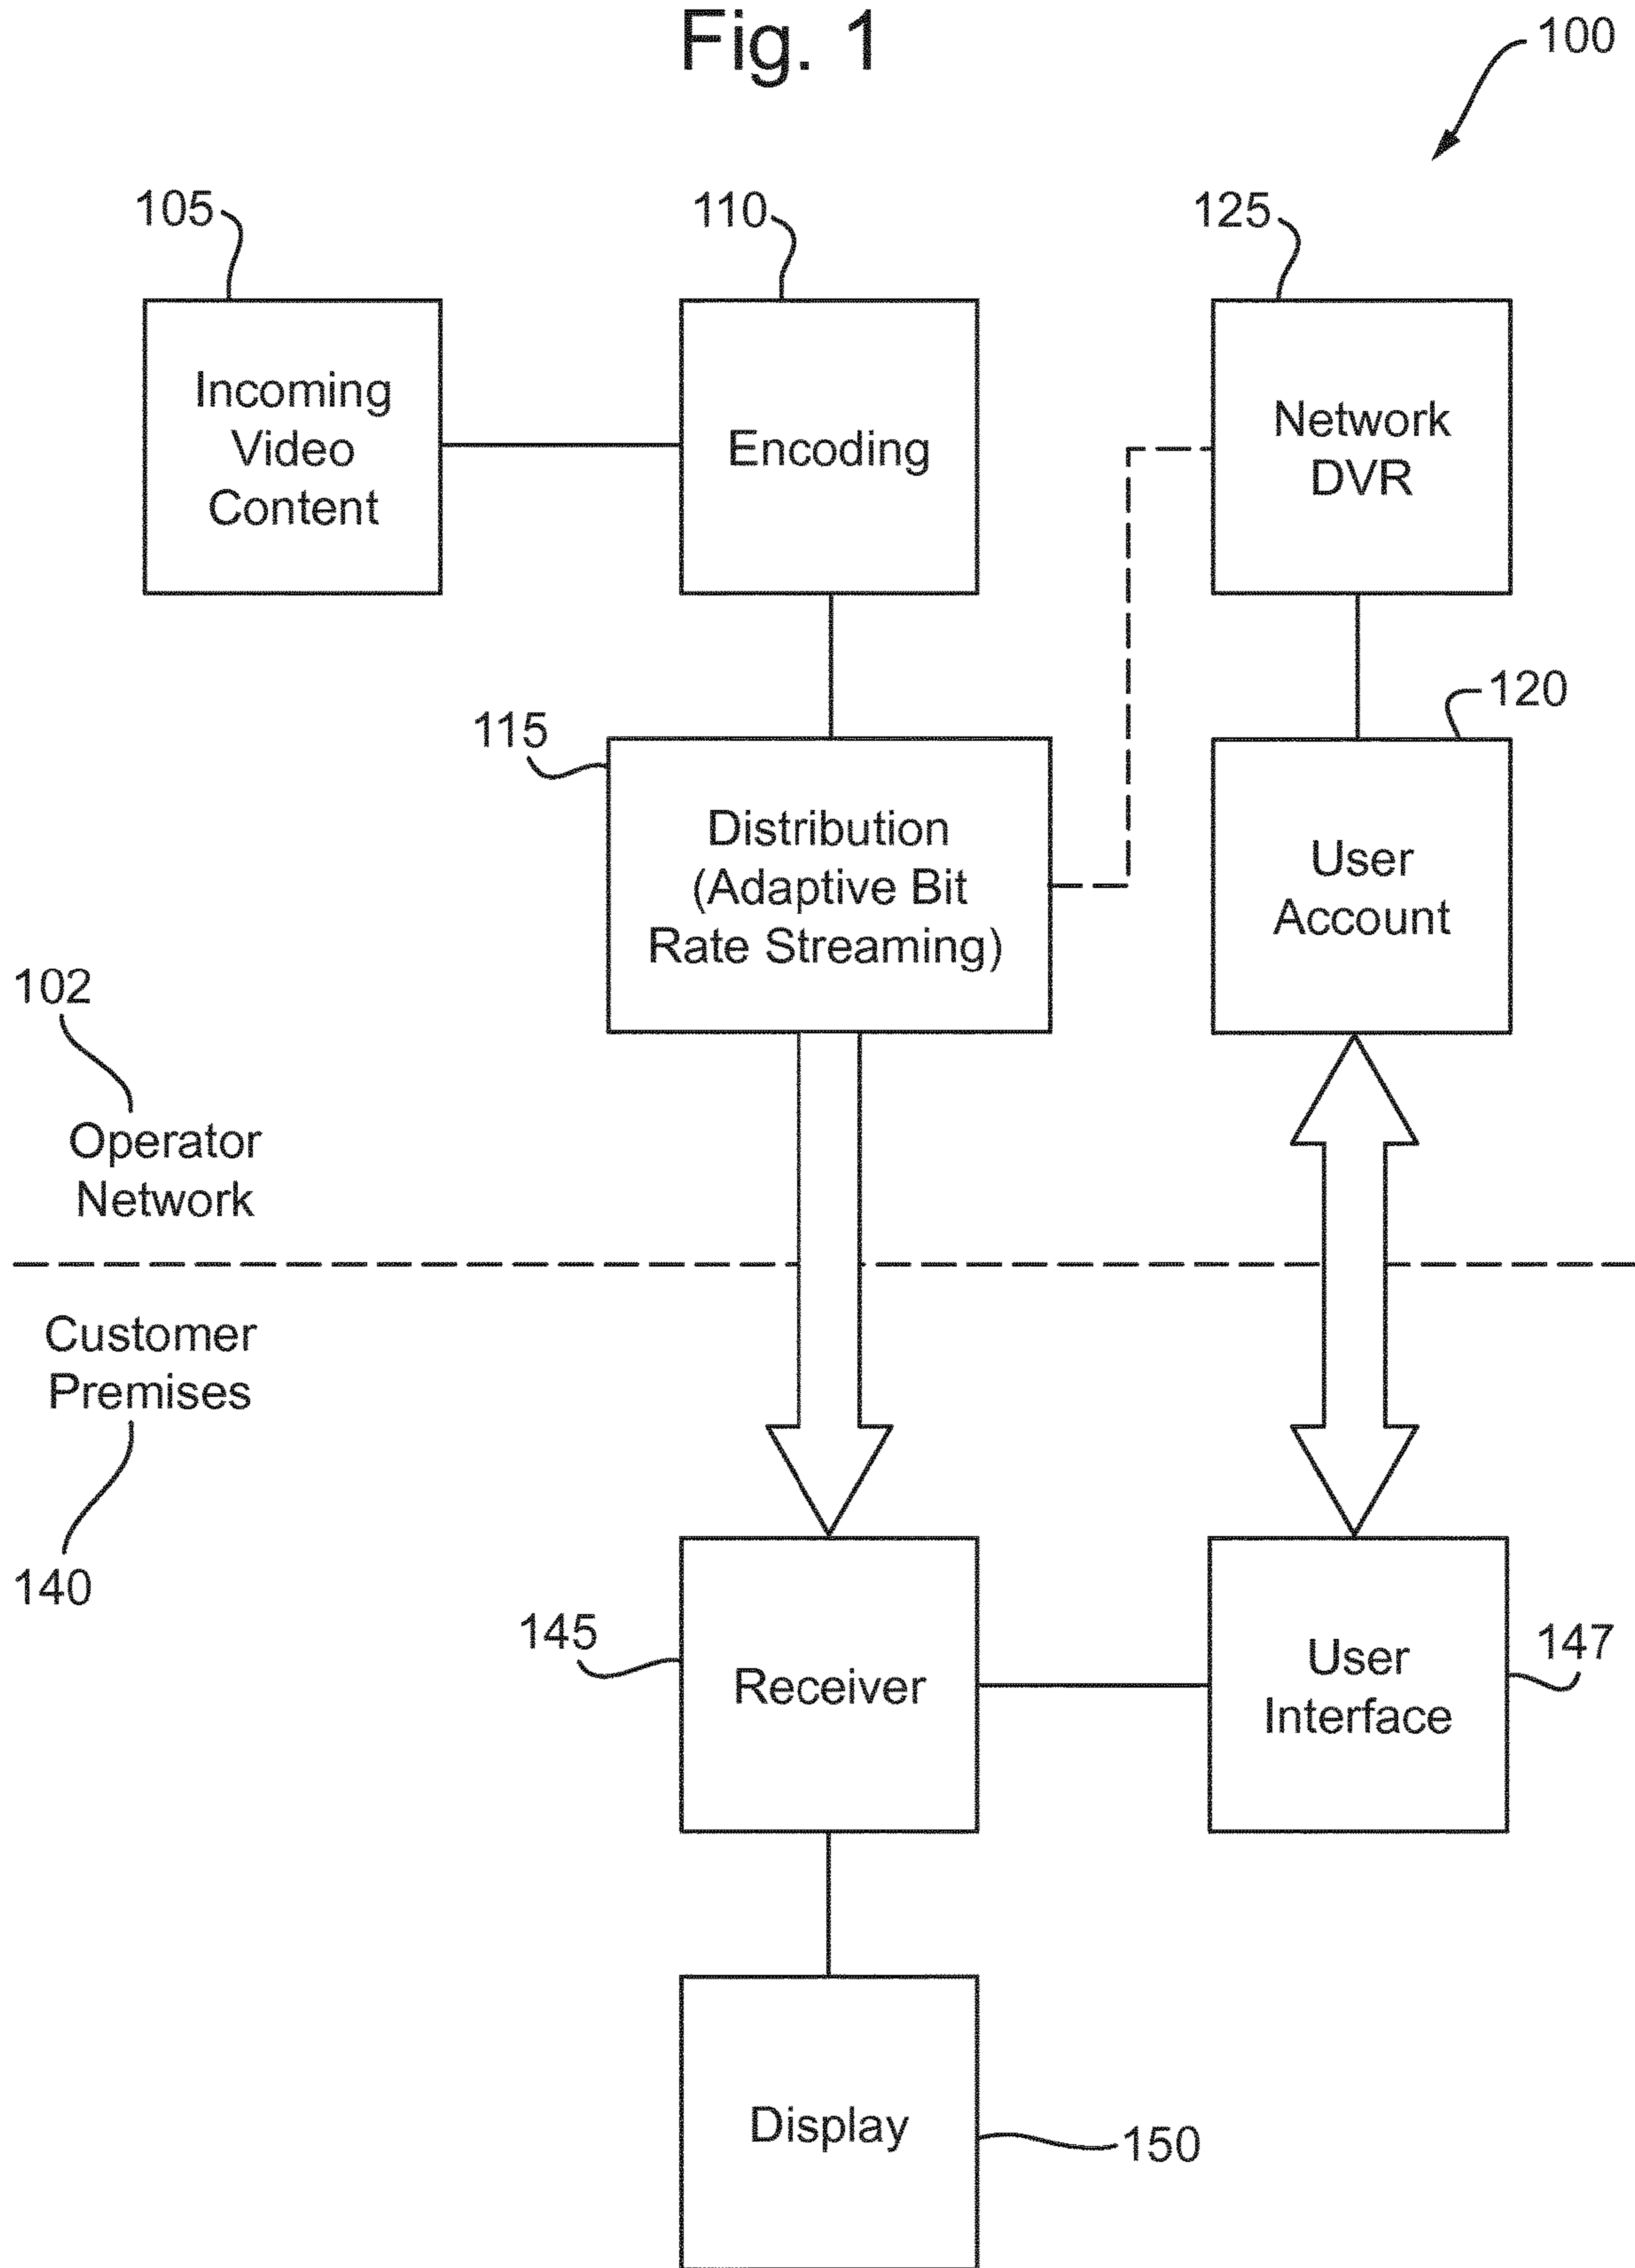 Fig. 1
100
105
110
125
Incoming
Video
Content
Encoding
Network
DVR
115
120
Distribution
(Adaptive Bit
Rate Streaming)
User
Account
102
Operator
Network
Customer
Premises
140
145
Receiver
User
Interface
147
Display
150